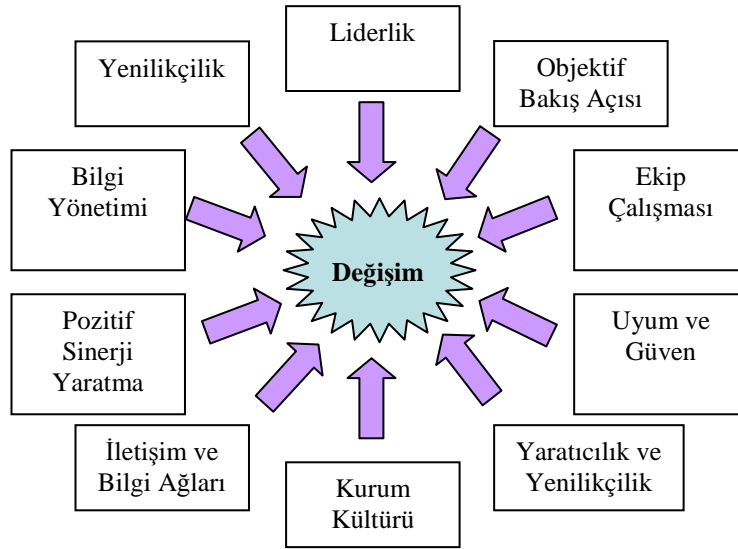 Liderlik
Yenilikçilik
Objektif
Bakış Açısı
Bilgi
Yönetimi
Ekip
Çalışması
Değişim
Pozitif
Sinerji
Yaratma
Uyum ve
Güven
İletişim ve
Bilgi Ağları
Yaratıcılık ve
Yenilikçilik
Kurum
Kültürü